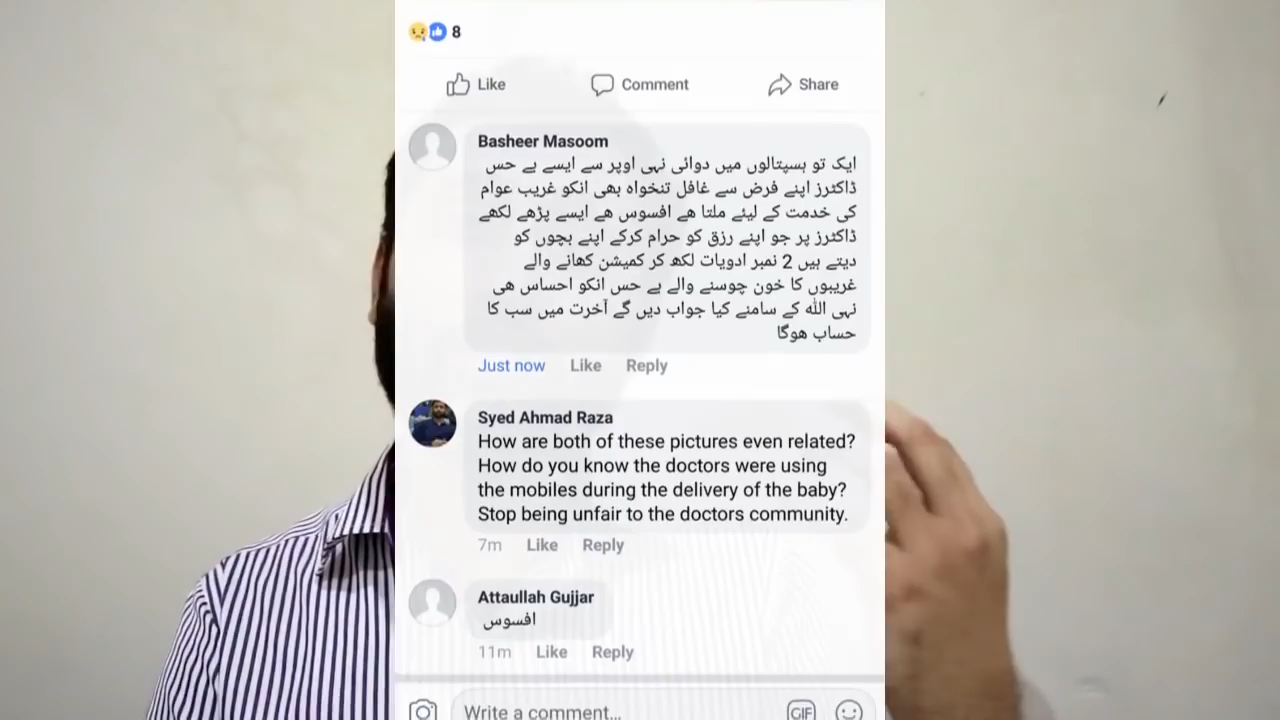 8
Like Comment Share
Basheer Masoom
ایک تو ہسپتالوں میں دوائی نہی اوپر سے ایسے بے حس
ڈاکٹرز اپنے فرض سے غافل تنخواہ بھی انکو غریب عوام
کی خدمت کے لیئے ملتا ھے افسوس ھے ایسے پڑھے لکھے
ڈاکٹرز پر جو اپنے رزق کو حرام کرکے اپنے بچوں کو
دیتے ہیں 2 نمبر ادویات لکھ کر کمیشن کھانے والے
غریبوں کا خون چوسنے والے بے حس انکو احساس ھی
نہی اللہ کے سامنے کیا جواب دیں گے آخرت میں سب کا
حساب ھوگا
Just now Like Reply
Syed Ahmad Raza
How are both of these pictures even related?
How do you know the doctors were using
the mobiles during the delivery of the baby?
Stop being unfair to the doctors community.
7m Like Reply
Attaullah Gujjar
افسوس
11m Like Reply
Write a comment...
GIF